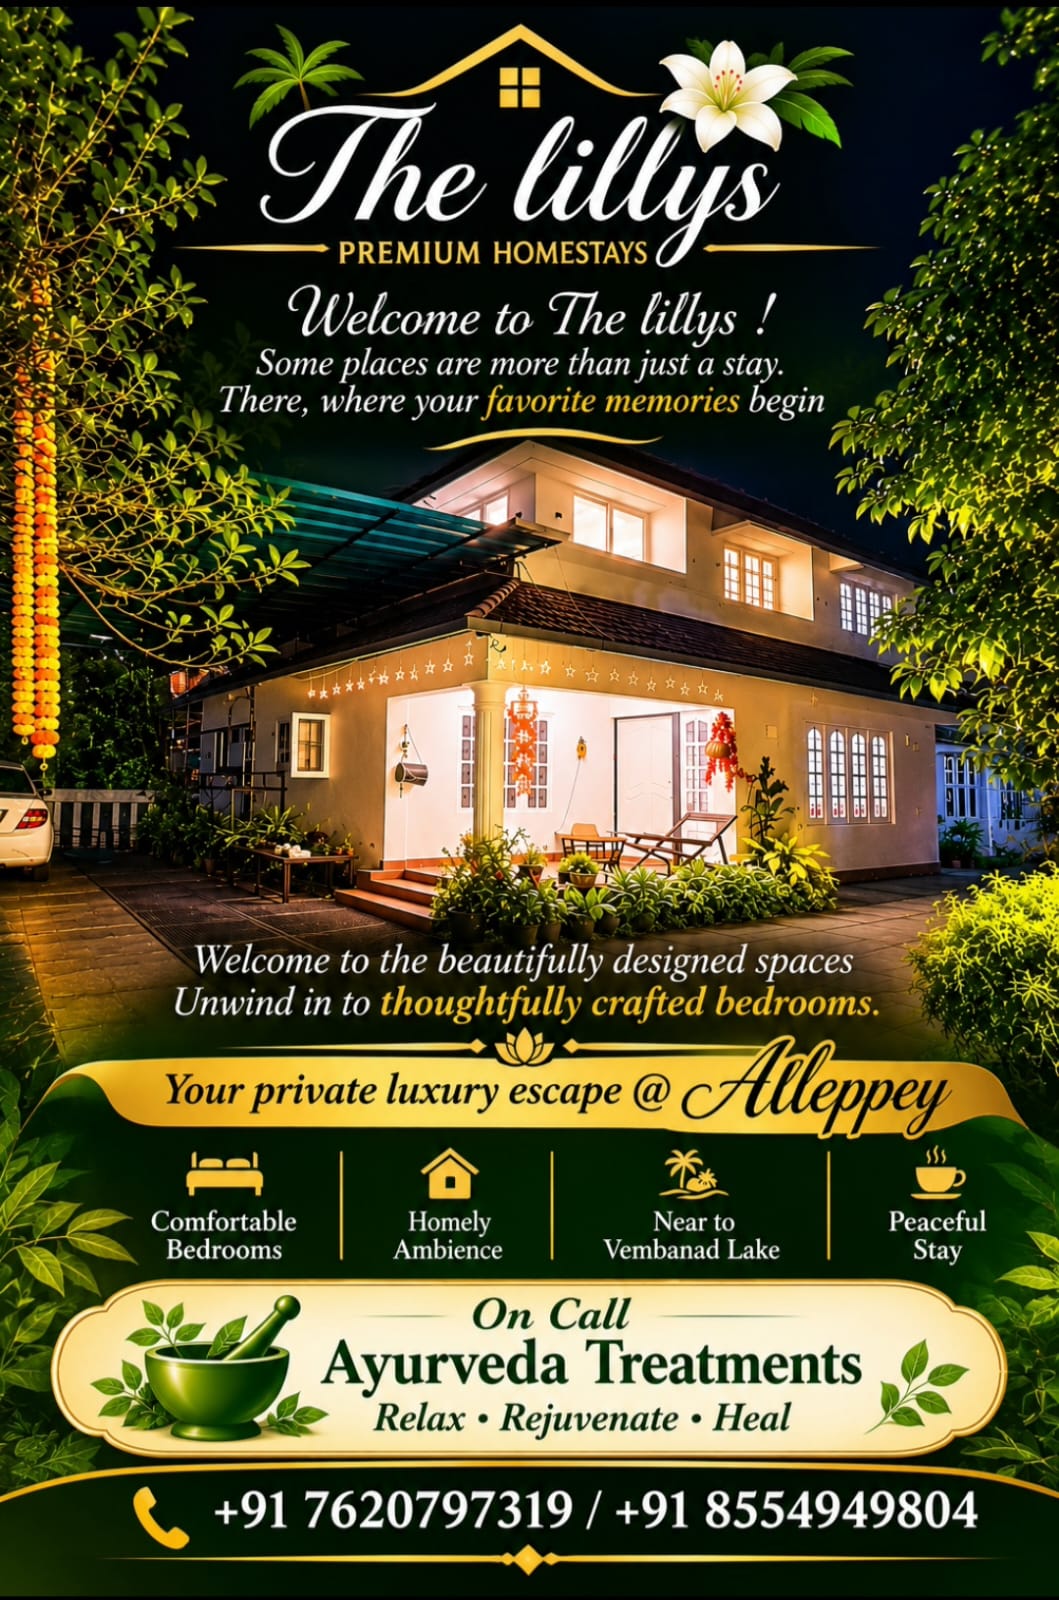 The lillys
PREMIUM HOMESTAYS
Welcome to The lillys !
Some places are more than just a stay.
There, where your favorite memories begin
Welcome to the beautifully designed spaces
Unwind in to thoughtfully crafted bedrooms.
Your private luxury escape @ Alleppey
Comfortable
Bedrooms
Homely
Ambience
Near to
Vembanad Lake
Peaceful
Stay
On Call
Ayurveda Treatments
Relax • Rejuvenate • Heal
+91 7620797319 / +91 8554949804